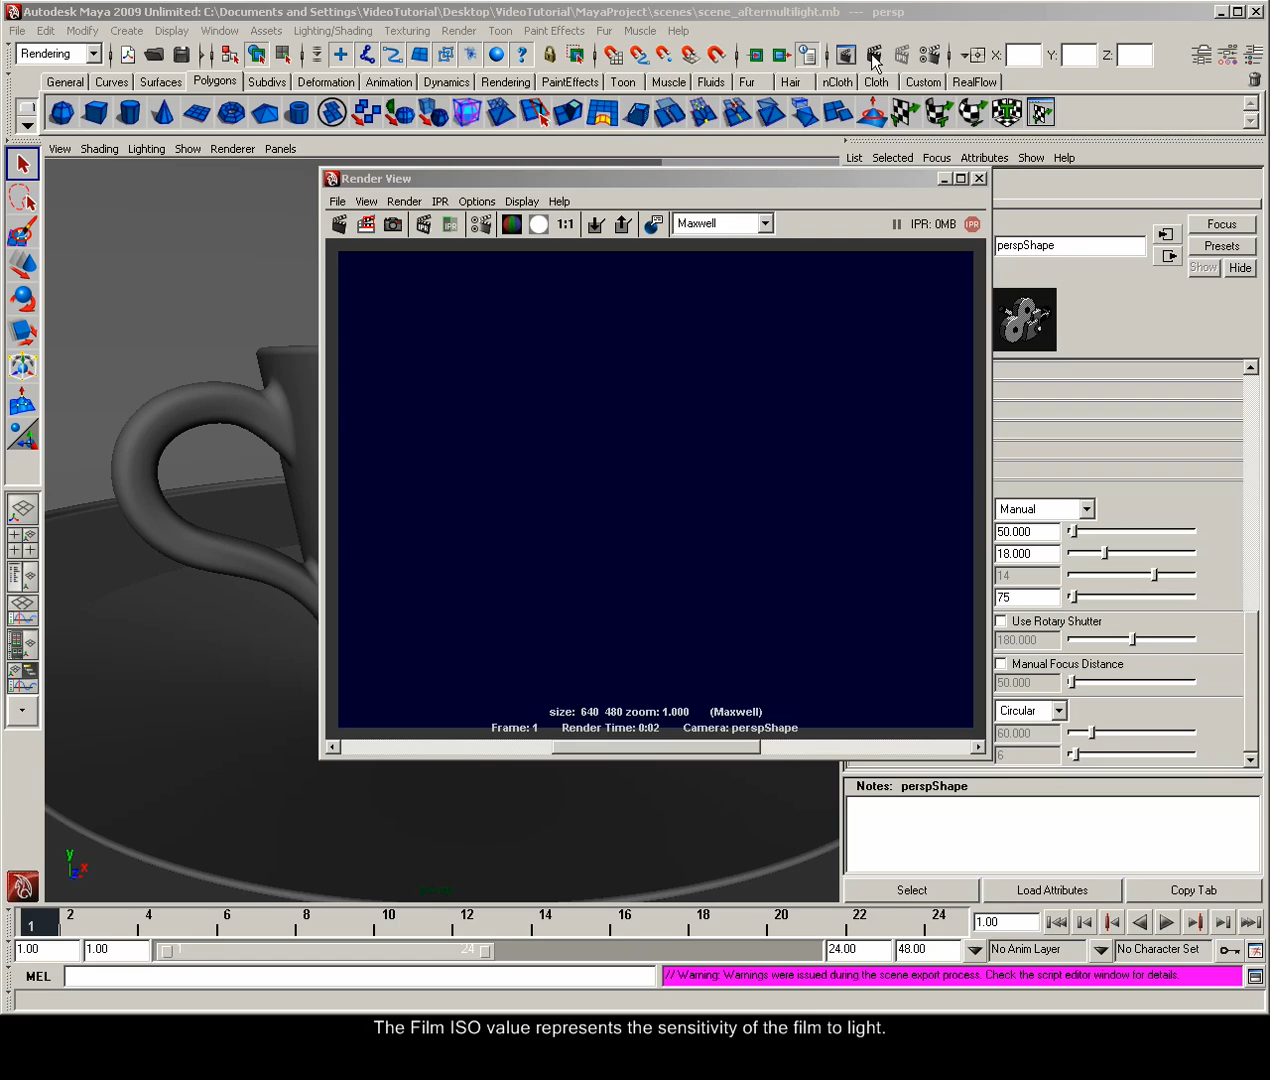 Autodesk Maya 2009 Unlimited: C:\Documents and Settings\VideoTutorial\Desktop\VideoTutorial\MayaProject\scenes\scene_aftermultilight.mb --- persp
File Edit Modify Create Display Window Assets Lighting/Shading Texturing Render Toon Paint Effects Fur Muscle Help
Rendering X: Y: Z:
General Curves Surfaces Polygons Subdivs Deformation Animation Dynamics Rendering PaintEffects Toon Muscle Fluids Fur Hair nCloth Cloth Custom RealFlow
View Shading Lighting Show Renderer Panels List Selected Focus Attributes Show Help
Render View
File View Render IPR Options Display Help
1:1 Maxwell IPR: 0MB IPR
Focus
perspShape Presets
Show Hide
Manual
50.000
18.000
14
75
Use Rotary Shutter
180.000
Manual Focus Distance
50.000
Circular
60.000
6
size: 640 480 zoom: 1.000 (Maxwell)
Frame: 1 Render Time: 0:02 Camera: perspShape
Notes: perspShape
y
z x
Select Load Attributes Copy Tab
1 2 4 6 8 10 12 14 16 18 20 22 24 1.00
1.00 1.00 1 24 24.00 48.00 No Anim Layer No Character Set
MEL // Warning: Warnings were issued during the scene export process. Check the script editor window for details.
The Film ISO value represents the sensitivity of the film to light.